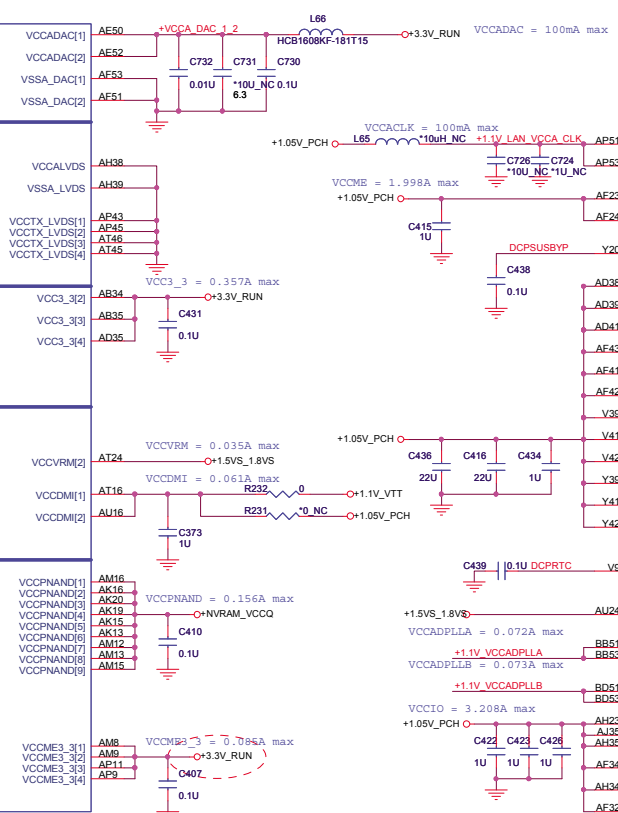 L66
VCCADAC[1] AE50 +VCCA_DAC_1_2 +3.3V_RUN VCCADAC = 100mA max
HCB1608KF-181T15
VCCADAC[2] AE52
C732 C731 C730
VSSA_DAC[1] AF53
0.01U *10U_NC 0.1U
6.3
VSSA_DAC[2] AF51
VCCACLK = 100mA max
+1.05V_PCH L65 *10uH_NC +1.1V_LAN_VCCA_CLK AP51
C726 C724 AP53
*10U_NC *1U_NC
VCCALVDS AH38
VSSA_LVDS AH39
VCCME = 1.998A max
+1.05V_PCH AF23
VCCTX_LVDS[1] AP43
VCCTX_LVDS[2] AP45
VCCTX_LVDS[3] AT46
VCCTX_LVDS[4] AT45
AF24
C415
1U
DCPSUSBYP Y20
C438
0.1U
VCC3_3 = 0.357A max
VCC3_3[2] AB34 +3.3V_RUN
VCC3_3[3] AB35
C431
0.1U
VCC3_3[4] AD35
AD38
AD39
AD41
AF43
AF41
AF42
V39
V41
V42
Y39
Y41
Y42
+1.05V_PCH
C436 C416 C434
22U 22U 1U
VCCVRM = 0.035A max
VCCVRM[2] AT24 +1.5VS_1.8VS
VCCDMI = 0.061A max
VCCDMI[1] AT16 R232 0 +1.1V_VTT
VCCDMI[2] AU16 R231 *0_NC +1.05V_PCH
C373
1U
C439 0.1U DCPRTC V9
VCCPNAND[1] AM16
VCCPNAND[2] AK16
VCCPNAND[3] AK20
VCCPNAND[4] AK19
VCCPNAND[5] AK15
VCCPNAND[6] AK13
VCCPNAND[7] AM12
VCCPNAND[8] AM13
VCCPNAND[9] AM15
VCCPNAND = 0.156A max
+NVRAM_VCCQ
C410
0.1U
+1.5VS_1.8VS AU24
VCCADPLLA = 0.072A max
+1.1V_VCCADPLLA BB51
BB53
VCCADPLLB = 0.073A max
+1.1V_VCCADPLLB BD51
BD53
VCCIO = 3.208A max
+1.05V_PCH AH23
AJ35
AH35
C422 C423 C426
1U 1U 1U
AF34
AH34
AF32
VCCME3_3 = 0.085A max
VCCME3_3[1] AM8
VCCME3_3[2] AM9
VCCME3_3[3] AP11
VCCME3_3[4] AP9
+3.3V_RUN
C407
0.1U